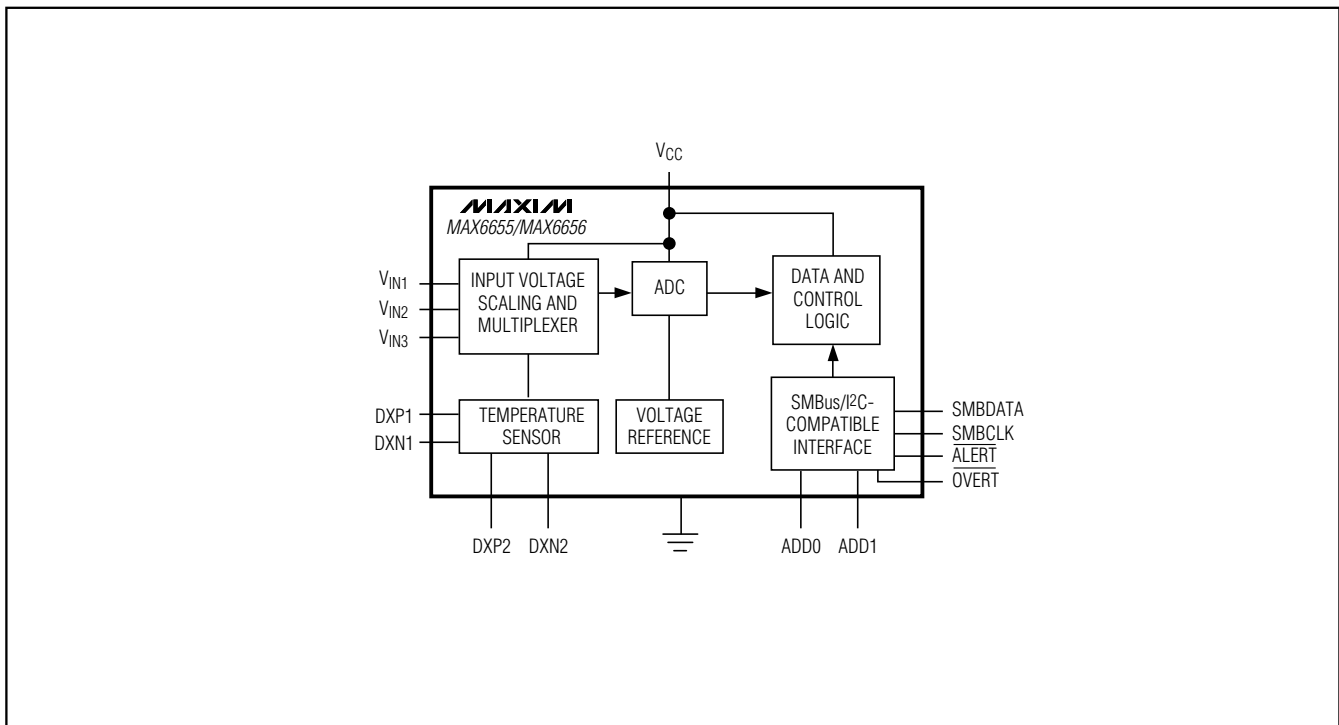 VCC
MAXIM
MAX6655/MAX6656
VIN1
VIN2
VIN3
INPUT VOLTAGE
SCALING AND
MULTIPLEXER
ADC
DATA AND
CONTROL
LOGIC
DXP1
DXN1
TEMPERATURE
SENSOR
VOLTAGE
REFERENCE
SMBus/I2C-
COMPATIBLE
INTERFACE
SMBDATA
SMBCLK
ALERT
OVERT
DXP2
DXN2
ADD0
ADD1